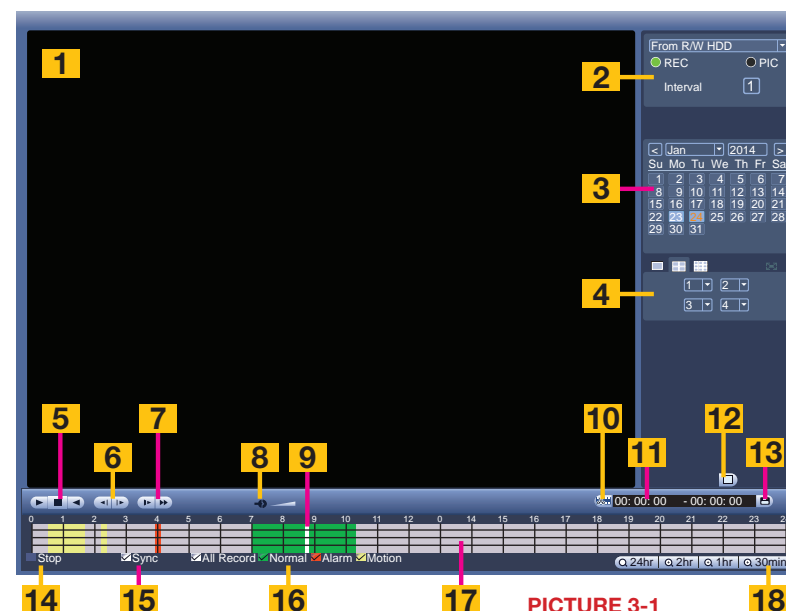 1
From R/W HDD
REC PIC
2
Interval 1
< Jan 2014 >
Su Mo Tu We Th Fr Sa
1 2 3 4 5 6 7
3
8 9 10 11 12 13 14
15 16 17 18 19 20 21
22 23 24 25 26 27 28
29 30 31
4
1 2
3 4
5 7 10 12
6 8 9 11 13
00: 00: 00 - 00: 00: 00
0 1 2 3 4 5 6 7 8 9 10 11 12 0 14 15 16 17 18 19 20 21 22 23 2
Stop Sync All Record Normal Alarm Motion
24hr 2hr 1hr 30min
14 15 16 17 PICTURE 3-1 18